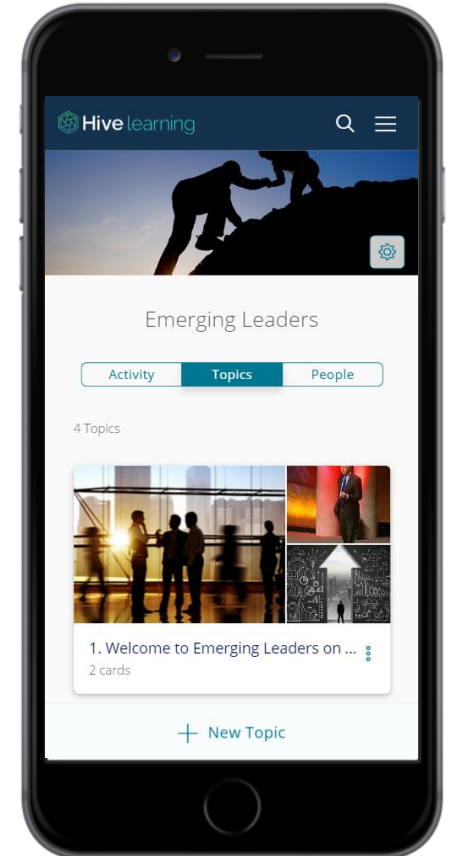 Hive learning
Emerging Leaders
Activity Topics People
4 Topics
1. Welcome to Emerging Leaders on ...
2 cards
New Topic